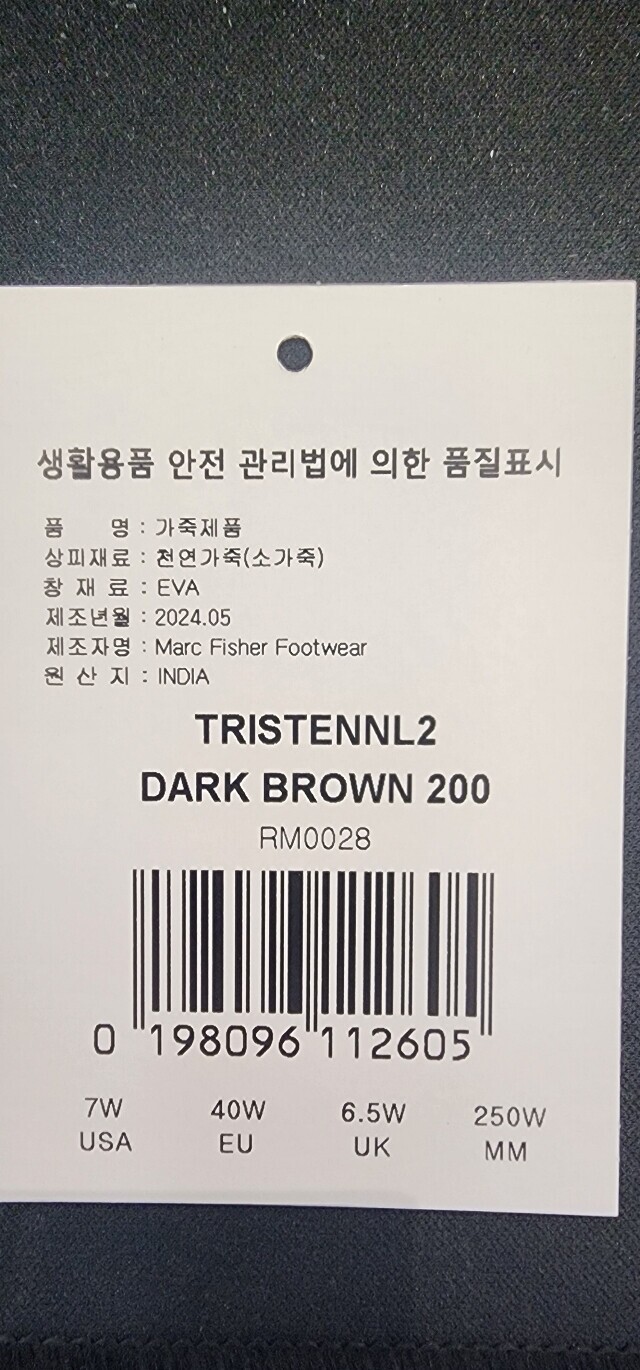 생활용품 안전 관리법에 의한 품질표시
품 명 : 가죽제품
상피재료 : 천연가죽(소가죽)
창 재 료 : EVA
제조년월 : 2024.05
제조자명 : Marc Fisher Footwear
원 산 지 : INDIA
TRISTENNL2
DARK BROWN 200
RM0028
0 198096 112605
7W 40W 6.5W 250W
USA EU UK MM